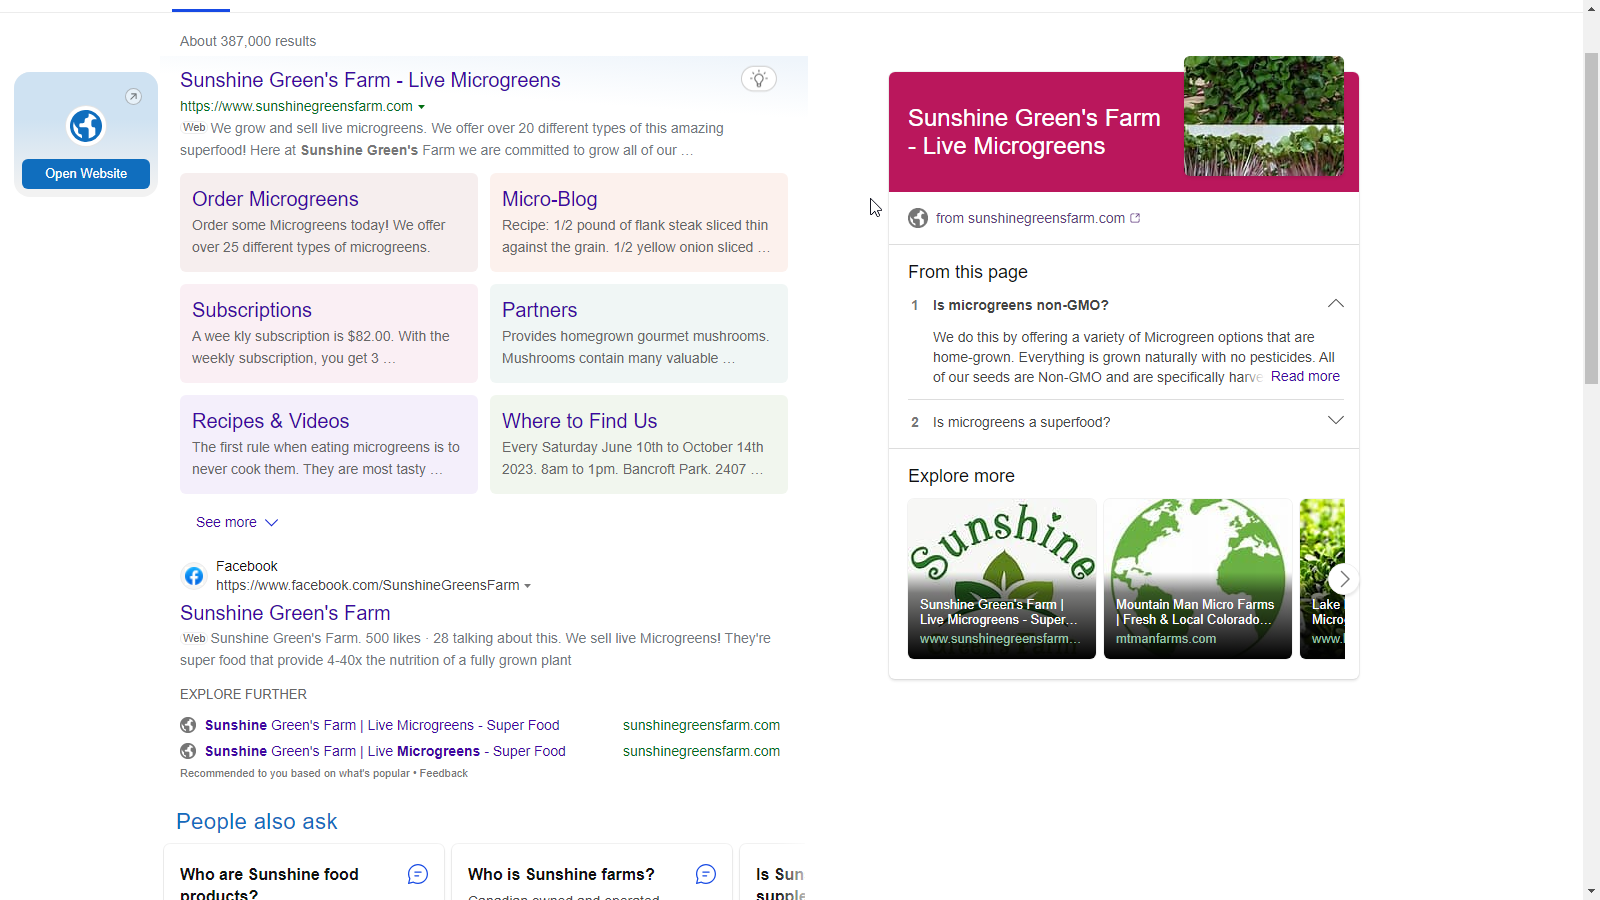 About 387,000 results
Open Website
Sunshine Green's Farm - Live Microgreens
https://www.sunshinegreensfarm.com
Web We grow and sell live microgreens. We offer over 20 different types of this amazing
superfood! Here at Sunshine Green's Farm we are committed to grow all of our …
Order Microgreens
Order some Microgreens today! We offer
over 25 different types of microgreens.
Micro-Blog
Recipe: 1/2 pound of flank steak sliced thin
against the grain. 1/2 yellow onion sliced …
Subscriptions
A wee kly subscription is $82.00. With the
weekly subscription, you get 3 …
Partners
Provides homegrown gourmet mushrooms.
Mushrooms contain many valuable …
Recipes & Videos
The first rule when eating microgreens is to
never cook them. They are most tasty …
Where to Find Us
Every Saturday June 10th to October 14th
2023. 8am to 1pm. Bancroft Park. 2407 …
See more
Facebook
https://www.facebook.com/SunshineGreensFarm
Sunshine Green's Farm
Web Sunshine Green's Farm. 500 likes · 28 talking about this. We sell live Microgreens! They're
super food that provide 4-40x the nutrition of a fully grown plant
EXPLORE FURTHER
Sunshine Green's Farm | Live Microgreens - Super Food sunshinegreensfarm.com
Sunshine Green's Farm | Live Microgreens - Super Food sunshinegreensfarm.com
Recommended to you based on what's popular • Feedback
People also ask
Who are Sunshine food
products?
Who is Sunshine farms?
Canadian owned and operated
Is Sun
supple
Sunshine Green's Farm
- Live Microgreens
from sunshinegreensfarm.com
From this page
1 Is microgreens non-GMO?
We do this by offering a variety of Microgreen options that are
home-grown. Everything is grown naturally with no pesticides. All
of our seeds are Non-GMO and are specifically harve Read more
2 Is microgreens a superfood?
Explore more
Sunshine
Sunshine Green's Farm |
Live Microgreens - Super…
www.sunshinegreensfarm…
Mountain Man Micro Farms
| Fresh & Local Colorado…
mtmanfarms.com
Lake
Micro
www.